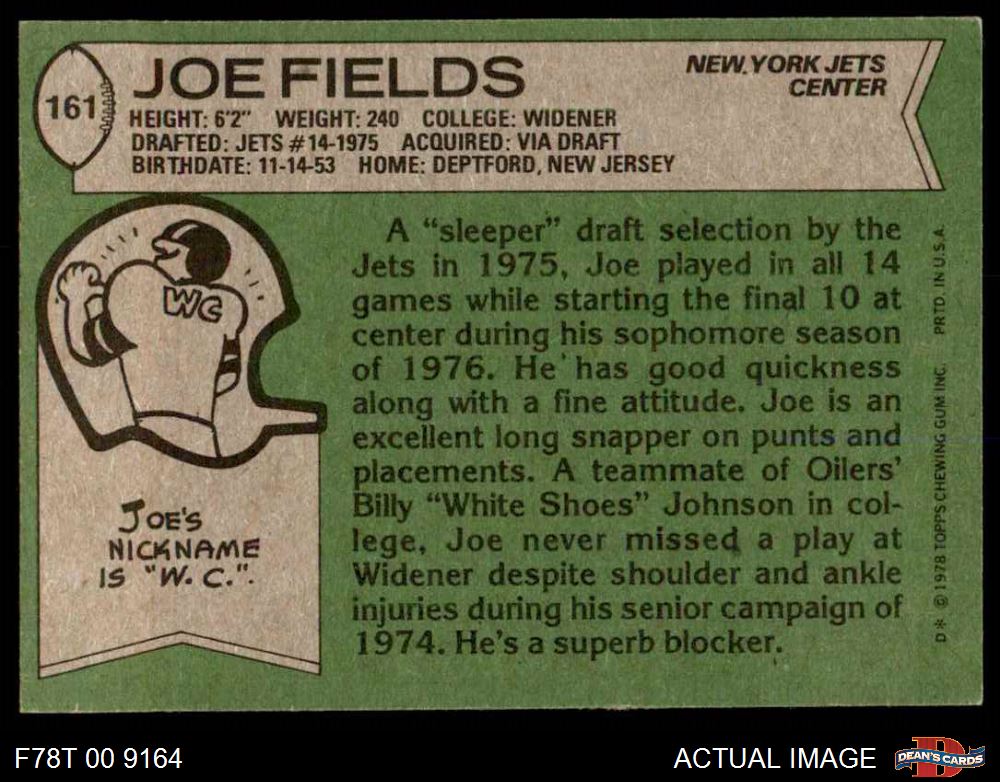 161
JOE FIELDS
NEW YORK JETS
CENTER
HEIGHT: 6'2" WEIGHT: 240 COLLEGE: WIDENER
DRAFTED: JETS #14-1975 ACQUIRED: VIA DRAFT
BIRTHDATE: 11-14-53 HOME: DEPTFORD, NEW JERSEY
WC
JOE'S
NICKNAME
IS "W. C.".
A "sleeper" draft selection by the
Jets in 1975, Joe played in all 14
games while starting the final 10 at
center during his sophomore season
of 1976. He has good quickness
along with a fine attitude. Joe is an
excellent long snapper on punts and
placements. A teammate of Oilers'
Billy "White Shoes" Johnson in col-
lege, Joe never missed a play at
Widener despite shoulder and ankle
injuries during his senior campaign of
1974. He's a superb blocker.
D* © 1978 TOPPS CHEWING GUM INC. PRTD. IN U.S.A.
F78T 00 9164
ACTUAL IMAGE
D
DEAN'S CARDS